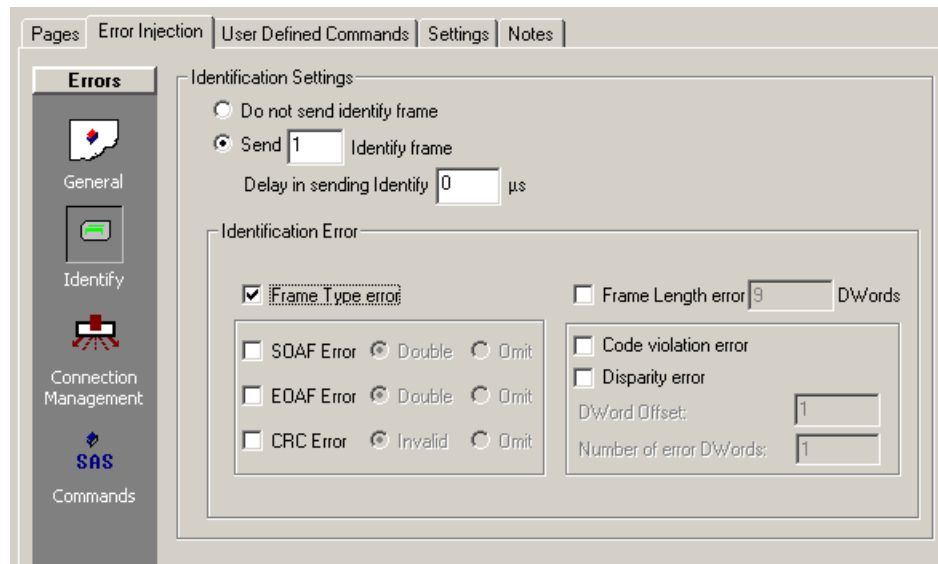 Pages Error Injection User Defined Commands Settings Notes
Errors
General
Identify
Connection
Management
SAS
Commands
Identification Settings
Do not send identify frame
Send 1 Identify frame
Delay in sending Identify 0 µs
Identification Error
Frame Type error
Frame Length error 9 DWords
SOAF Error Double Omit
EOAF Error Double Omit
CRC Error Invalid Omit
Code violation error
Disparity error
DWord Offset: 1
Number of error DWords: 1